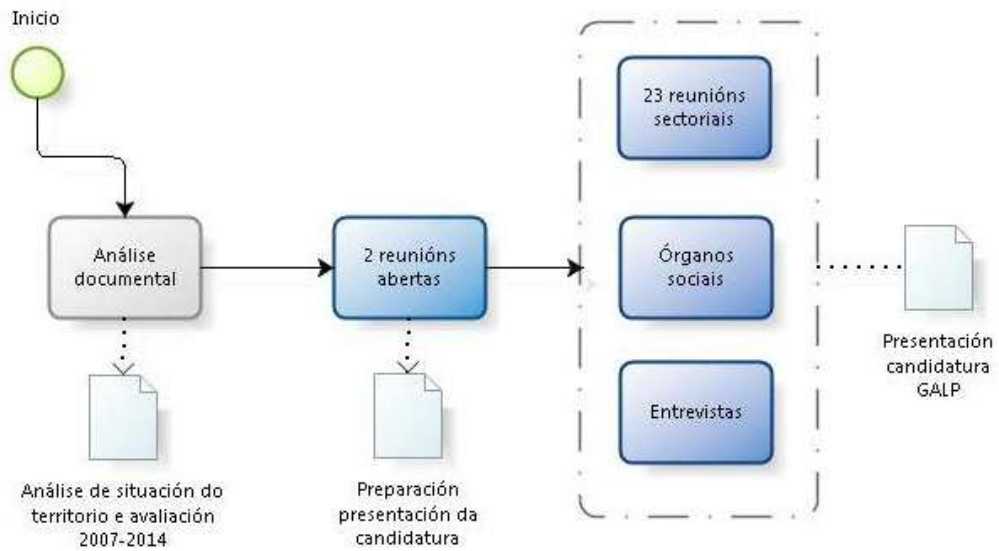 Inicio
Análise
documental
Análise de situación do
territorio e avaliación
2007-2014
2 reunións
abertas
Preparación
presentación da
candidatura
23 reunións
sectoriais
Órganos
sociais
Entrevistas
Presentación
candidatura
GALP